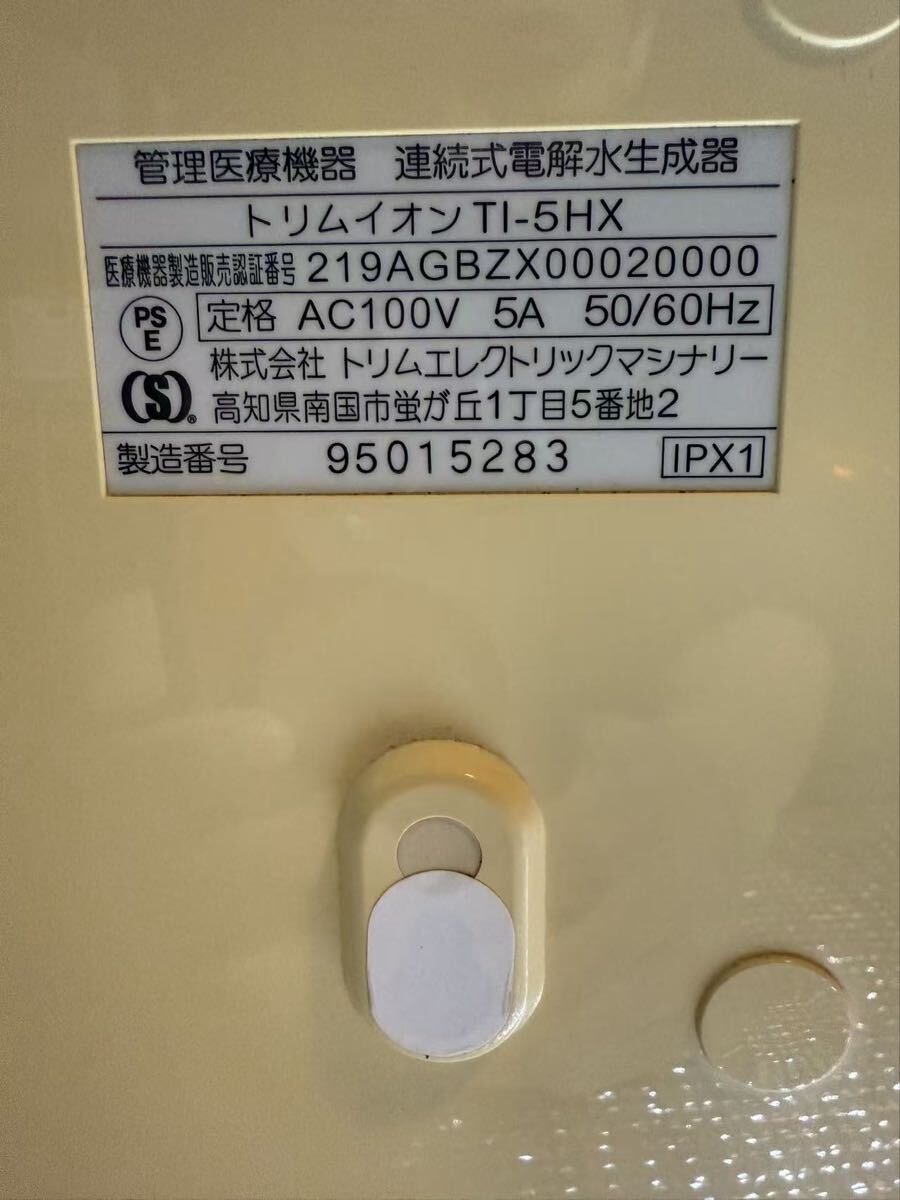 管理医療機器 連続式電解水生成器
トリムイオン TI-5HX
医療機器製造販売認証番号 219AGBZX00020000
PS
E
定格 AC100V 5A 50/60Hz
株式会社 トリムエレクトリックマシナリー
(S)®
高知県南国市蛍が丘1丁目5番地2
製造番号 95015283 IPX1